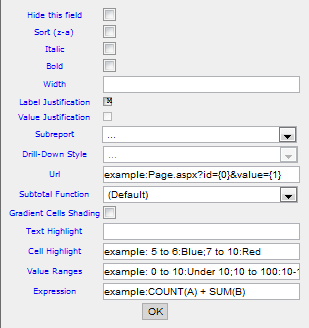 Hide this field
Sort (z-a)
Italic
Bold
Width
Label Justification M
Value Justification
Subreport ...
Drill-Down Style ...
Url example:Page.aspx?id={0}&value={1}
Subtotal Function (Default)
Gradient Cells Shading
Text Highlight
Cell Highlight example: 5 to 6:Blue;7 to 10:Red
Value Ranges example: 0 to 10:Under 10;10 to 100:10-1
Expression example:COUNT(A) + SUM(B)
OK